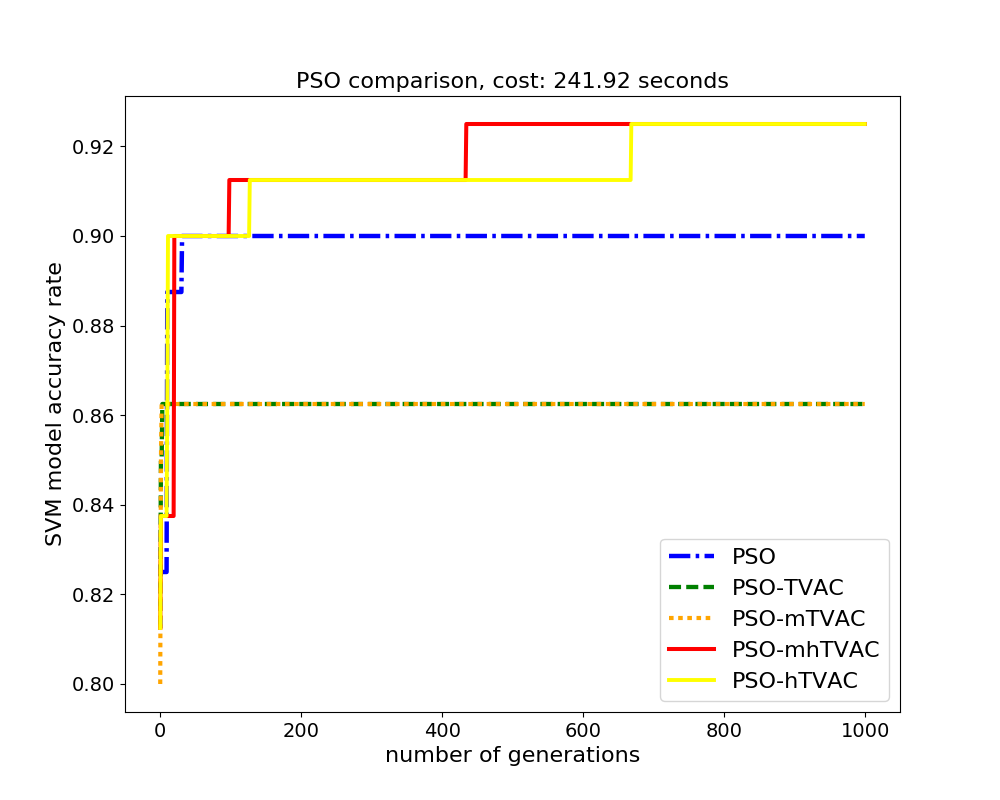 PSO comparison, cost: 241.92 seconds
SVM model accuracy rate
0.92
0.90
0.88
0.86
0.84
0.82
0.80
PSO
PSO-TVAC
PSO-mTVAC
PSO-mhTVAC
PSO-hTVAC
0 200 400 600 800 1000
number of generations